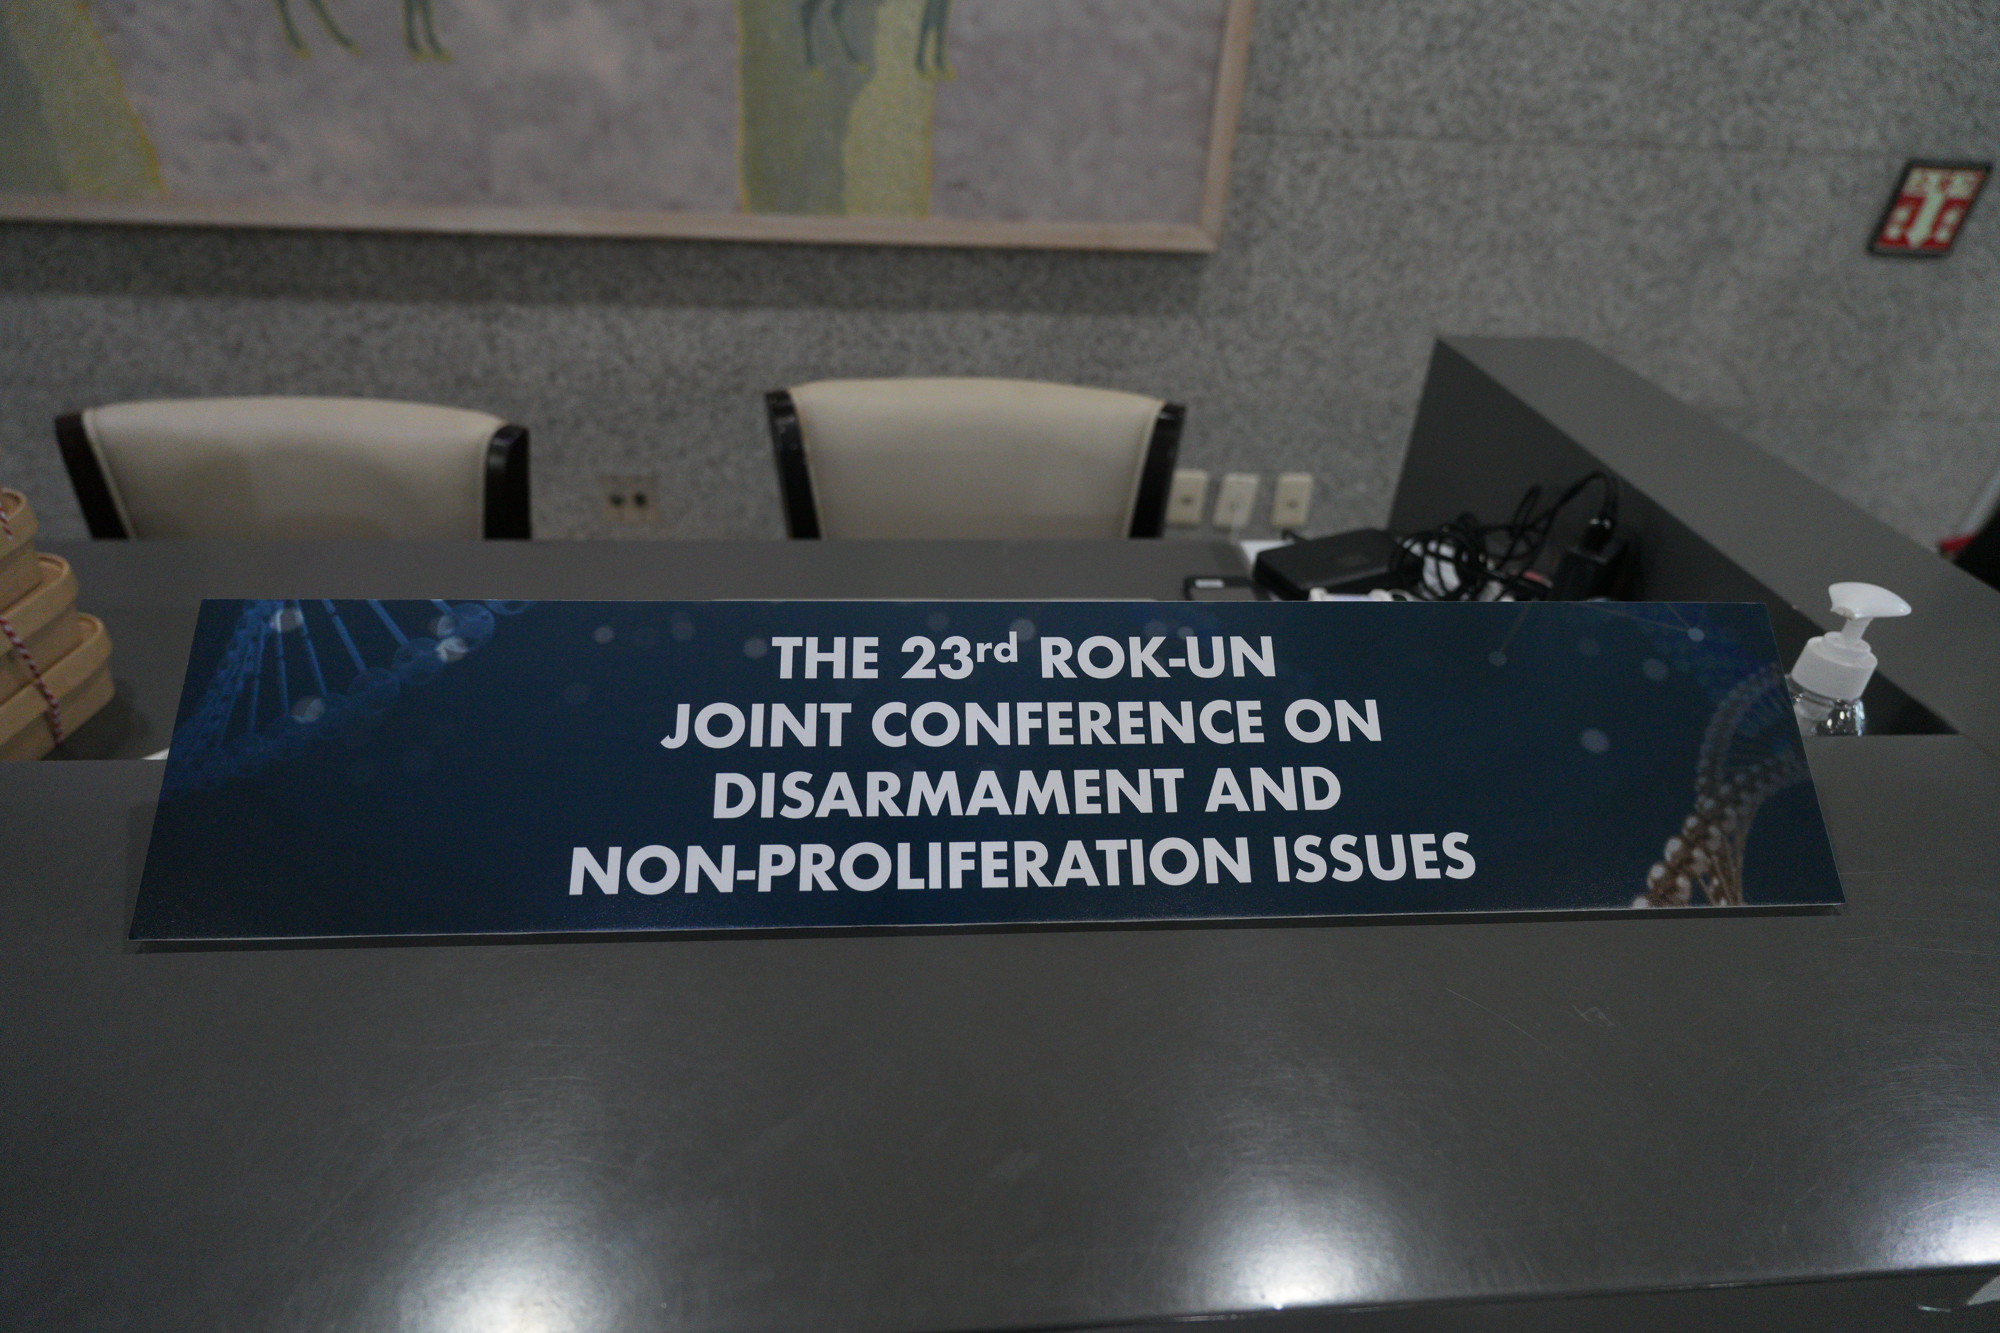 THE 23rd ROK-UN
JOINT CONFERENCE ON
DISARMAMENT AND
NON-PROLIFERATION ISSUES